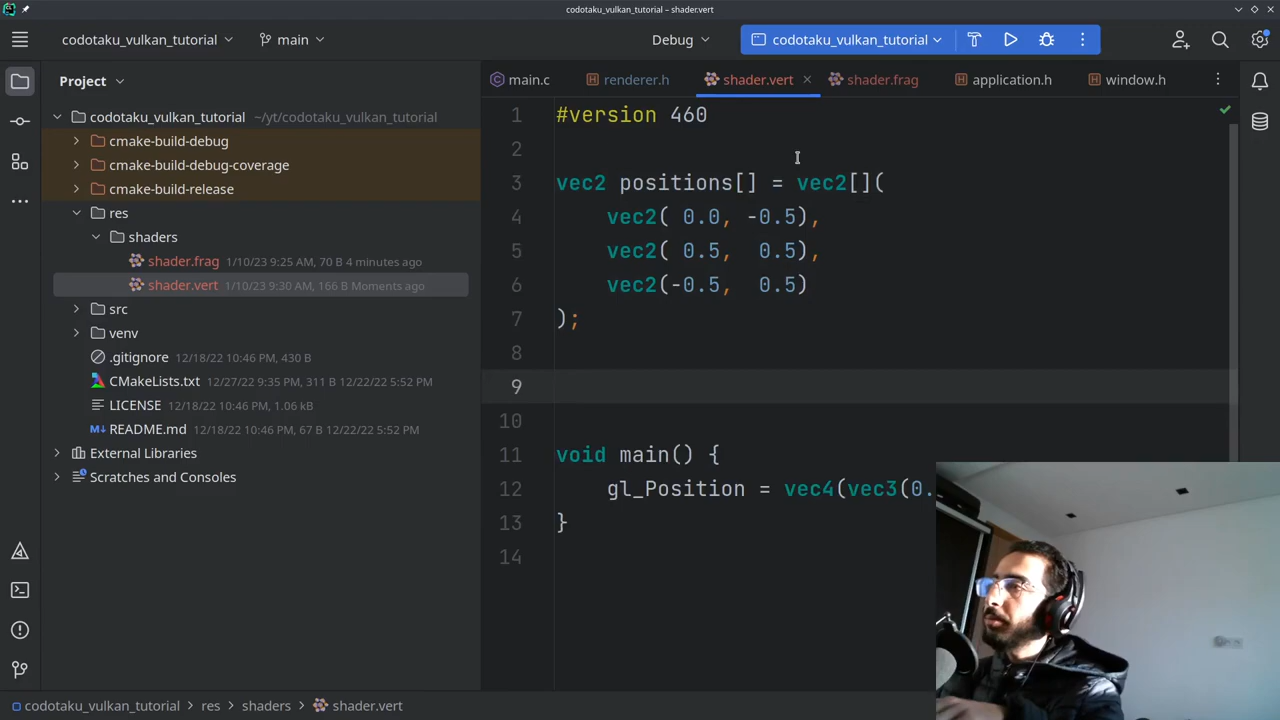 codotaku_vulkan_tutorial – shader.vert
codotaku_vulkan_tutorial
main
Debug
codotaku_vulkan_tutorial
Project
main.c
renderer.h
shader.vert
shader.frag
application.h
window.h
codotaku_vulkan_tutorial ~/yt/codotaku_vulkan_tutorial
cmake-build-debug
cmake-build-debug-coverage
cmake-build-release
res
shaders
shader.frag 1/10/23 9:25 AM, 70 B 4 minutes ago
shader.vert 1/10/23 9:30 AM, 166 B Moments ago
src
venv
.gitignore 12/18/22 10:46 PM, 430 B
CMakeLists.txt 12/27/22 9:35 PM, 311 B 12/22/22 5:52 PM
LICENSE 12/18/22 10:46 PM, 1.06 kB
README.md 12/18/22 10:46 PM, 67 B 12/22/22 5:52 PM
External Libraries
Scratches and Consoles
1 #version 460
2
3 vec2 positions[] = vec2[](
4 vec2( 0.0, -0.5),
5 vec2( 0.5, 0.5),
6 vec2(-0.5, 0.5)
7 );
8
9
10
11 void main() {
12 gl_Position = vec4(vec3(0.
13 }
14
codotaku_vulkan_tutorial > res > shaders > shader.vert